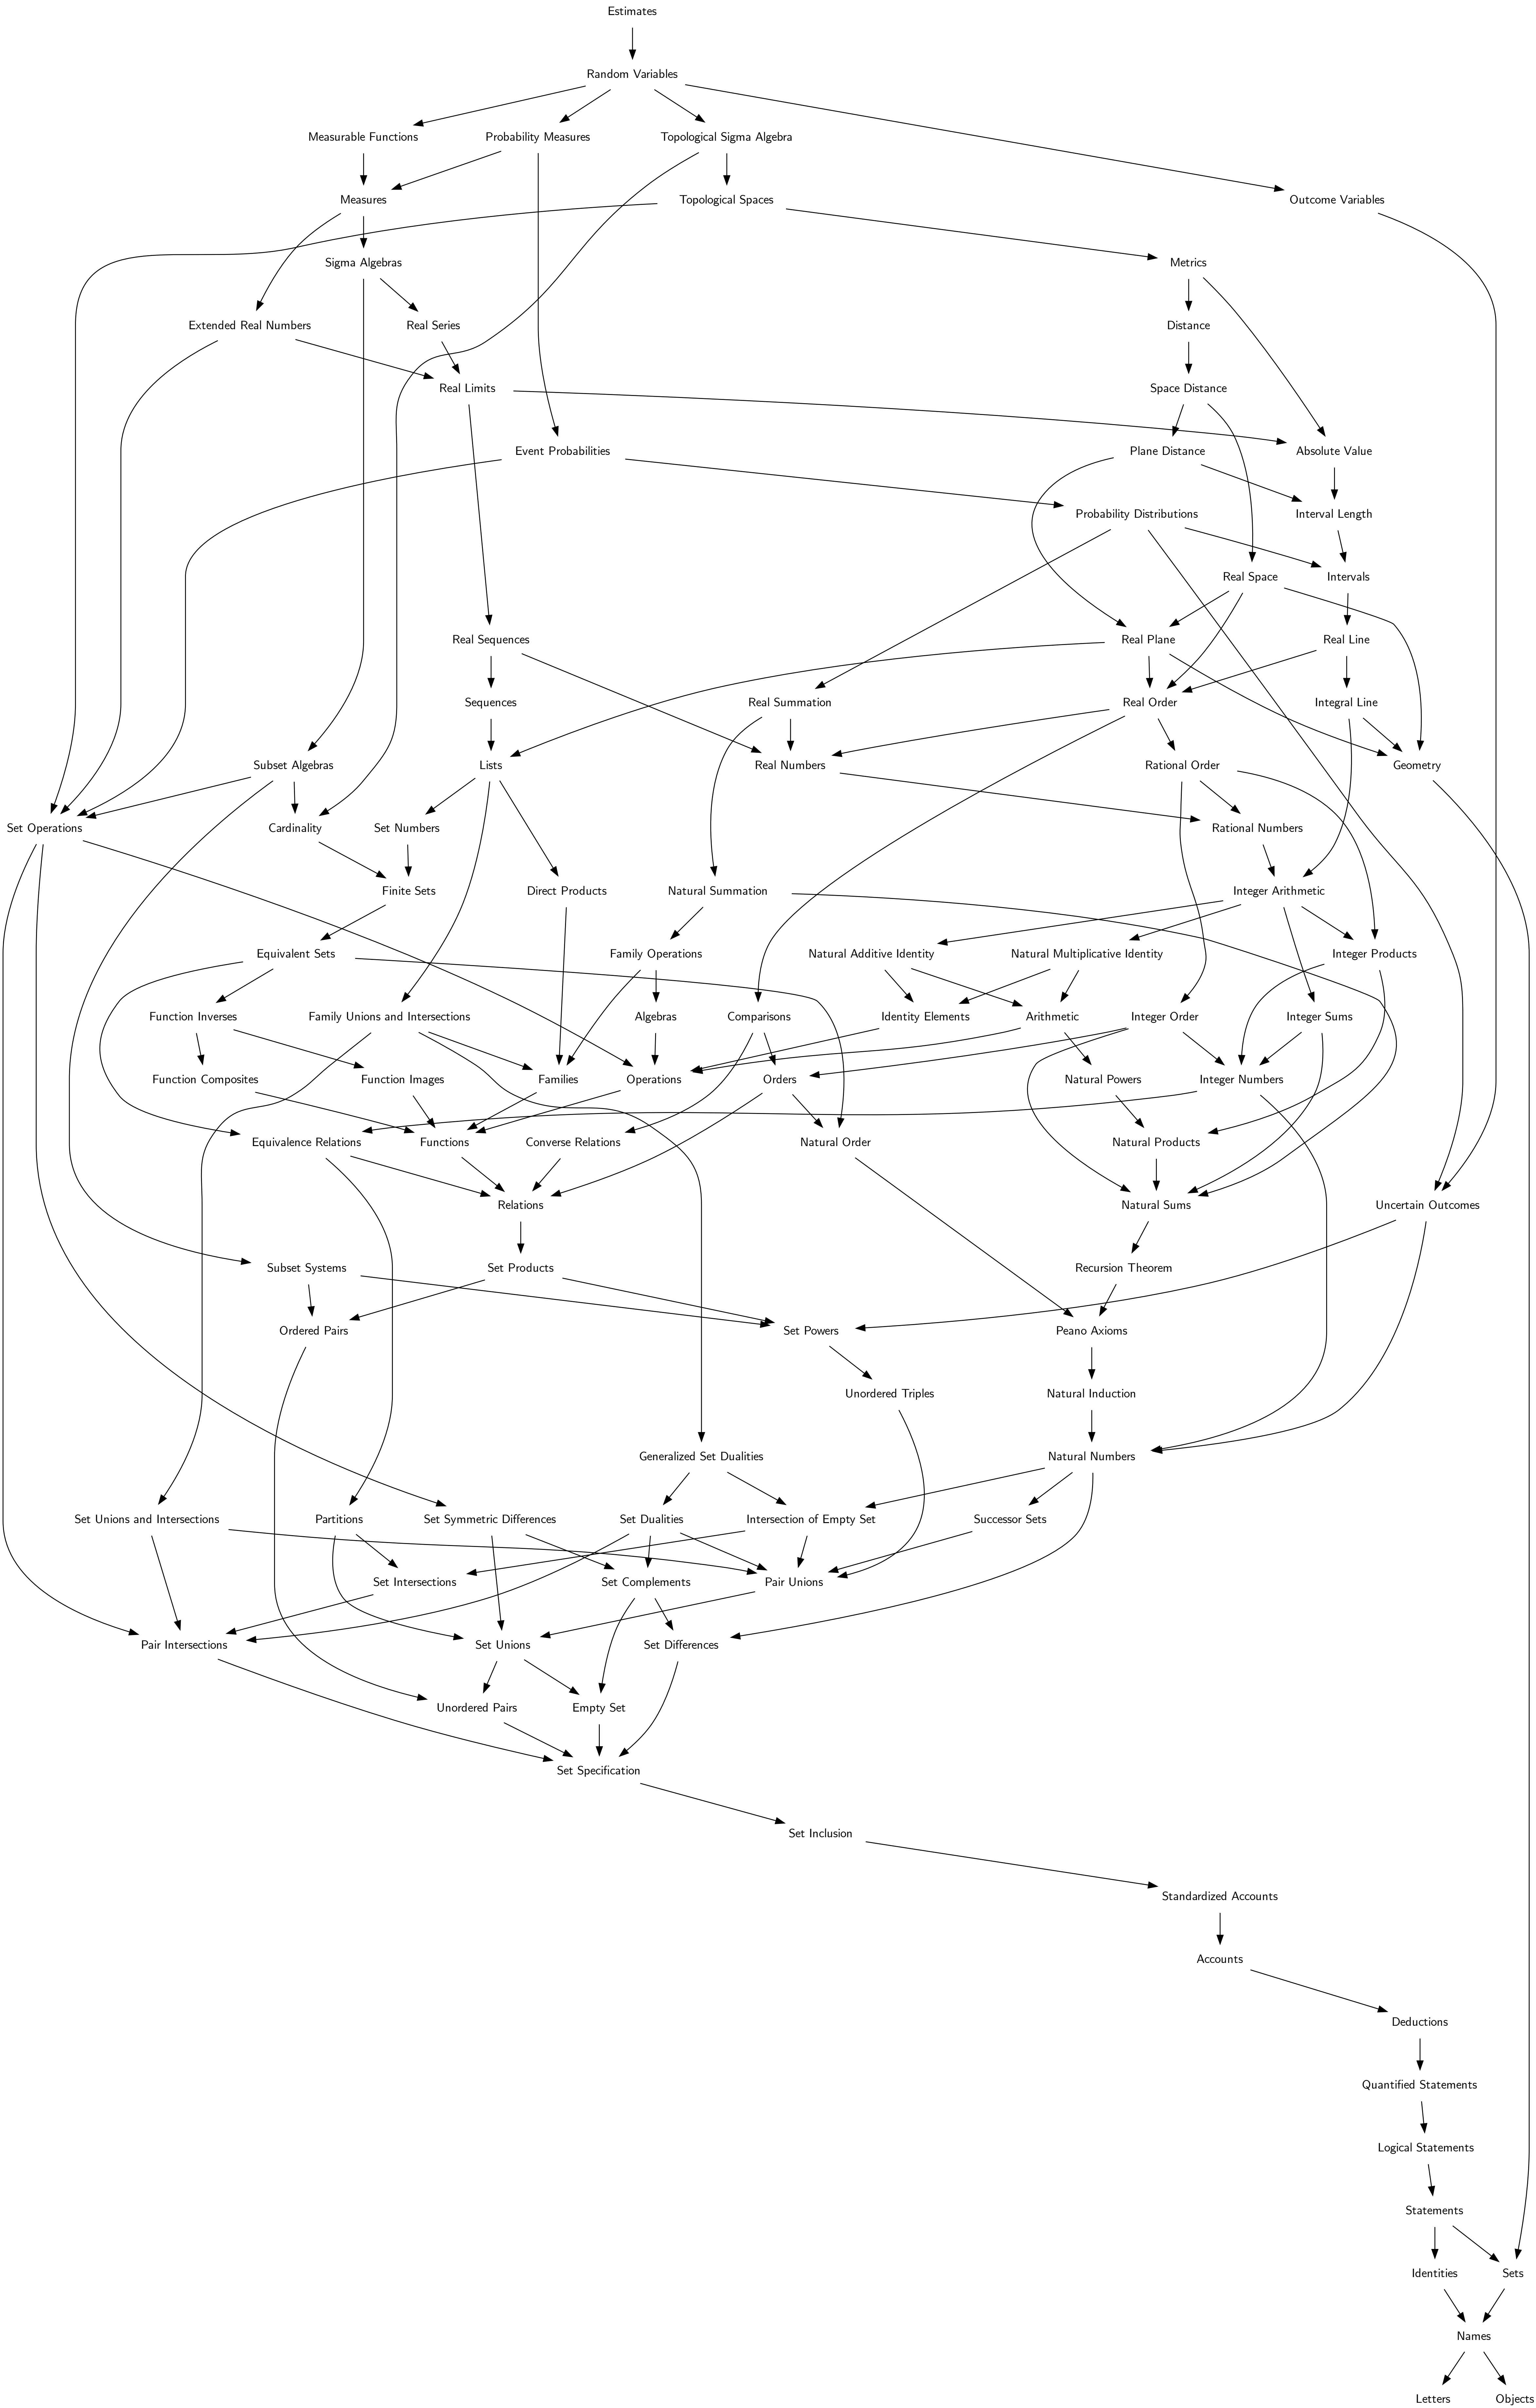 Estimates
Random Variables
Measurable Functions
Probability Measures
Topological Sigma Algebra
Measures
Topological Spaces
Outcome Variables
Sigma Algebras
Metrics
Extended Real Numbers
Real Series
Distance
Real Limits
Space Distance
Event Probabilities
Plane Distance
Absolute Value
Probability Distributions
Interval Length
Real Space
Intervals
Real Sequences
Real Plane
Real Line
Sequences
Real Summation
Real Order
Integral Line
Subset Algebras
Lists
Real Numbers
Rational Order
Geometry
Set Operations
Cardinality
Set Numbers
Rational Numbers
Finite Sets
Direct Products
Natural Summation
Integer Arithmetic
Equivalent Sets
Family Operations
Natural Additive Identity
Natural Multiplicative Identity
Integer Products
Function Inverses
Family Unions and Intersections
Algebras
Comparisons
Identity Elements
Arithmetic
Integer Order
Integer Sums
Function Composites
Function Images
Families
Operations
Orders
Natural Powers
Integer Numbers
Equivalence Relations
Functions
Converse Relations
Natural Order
Natural Products
Relations
Natural Sums
Uncertain Outcomes
Subset Systems
Set Products
Recursion Theorem
Ordered Pairs
Set Powers
Peano Axioms
Unordered Triples
Natural Induction
Generalized Set Dualities
Natural Numbers
Set Unions and Intersections
Partitions
Set Symmetric Differences
Set Dualities
Intersection of Empty Set
Successor Sets
Set Intersections
Set Complements
Pair Unions
Pair Intersections
Set Unions
Set Differences
Unordered Pairs
Empty Set
Set Specification
Set Inclusion
Standardized Accounts
Accounts
Deductions
Quantified Statements
Logical Statements
Statements
Identities
Sets
Names
Letters
Objects